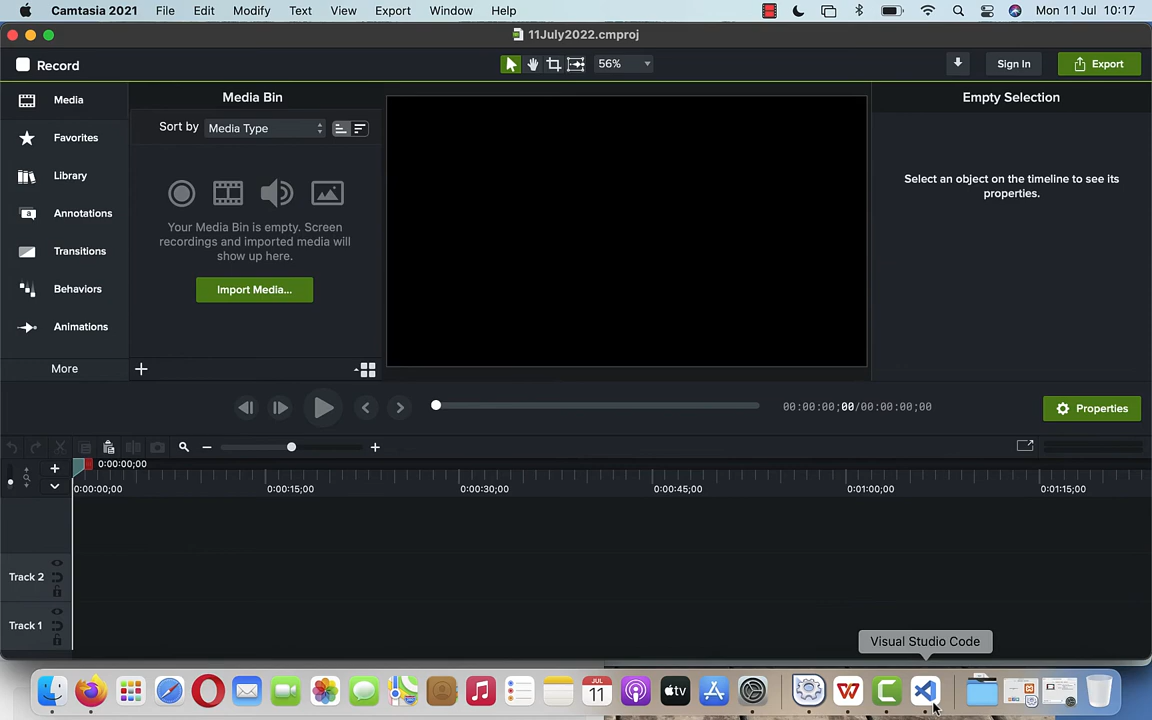 Camtasia 2021 File Edit Modify Text View Export Window Help Mon 11 Jul 10:17
11July2022.cmproj
Record 56% Sign In Export
Media
Favorites
Library
Annotations
Transitions
Behaviors
Animations
More
Media Bin
Sort by Media Type
Your Media Bin is empty. Screen
recordings and imported media will
show up here.
Import Media...
Empty Selection
Select an object on the timeline to see its
properties.
00:00:00;00/00:00:00;00
Properties
0:00:00;00
0:00:00;00 0:00:15;00 0:00:30;00 0:00:45;00 0:01:00;00 0:01:15;00
Track 2
Track 1
Visual Studio Code
JUL
11
tv